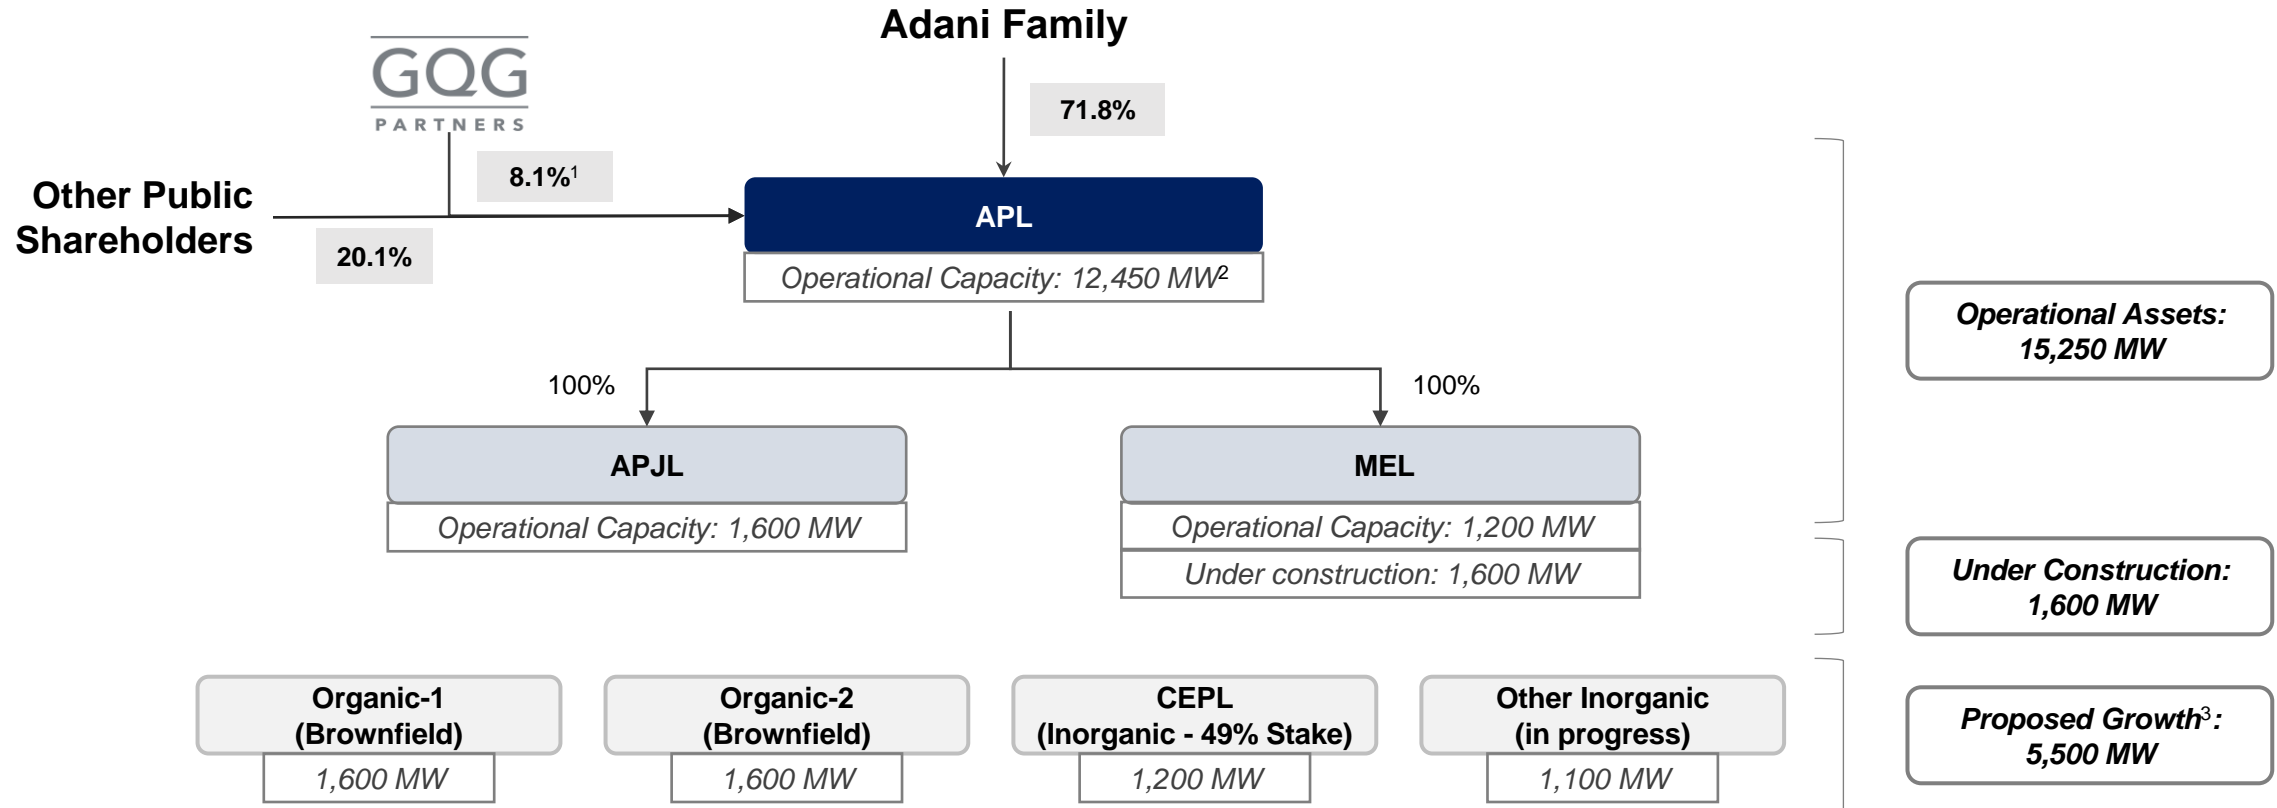 Adani Family
GQG
PARTNERS
71.8%
8.1%1
Other Public
Shareholders
20.1%
APL
Operational Capacity: 12,450 MW2
Operational Assets:
15,250 MW
100%
100%
APJL
MEL
Operational Capacity: 1,600 MW
Operational Capacity: 1,200 MW
Under construction: 1,600 MW
Under Construction:
1,600 MW
Organic-1
(Brownfield)
1,600 MW
Organic-2
(Brownfield)
1,600 MW
CEPL
(Inorganic - 49% Stake)
1,200 MW
Other Inorganic
(in progress)
1,100 MW
Proposed Growth3:
5,500 MW